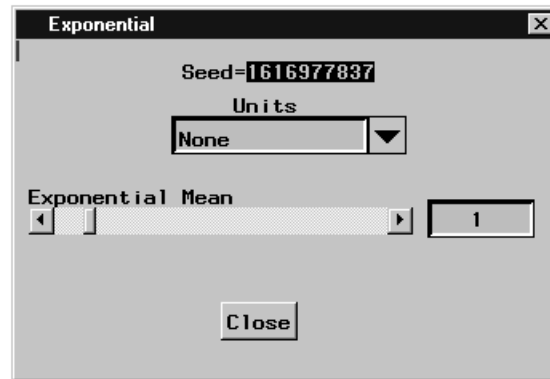 Exponential
Seed=1616977837
Units
None
Exponential Mean
1
Close